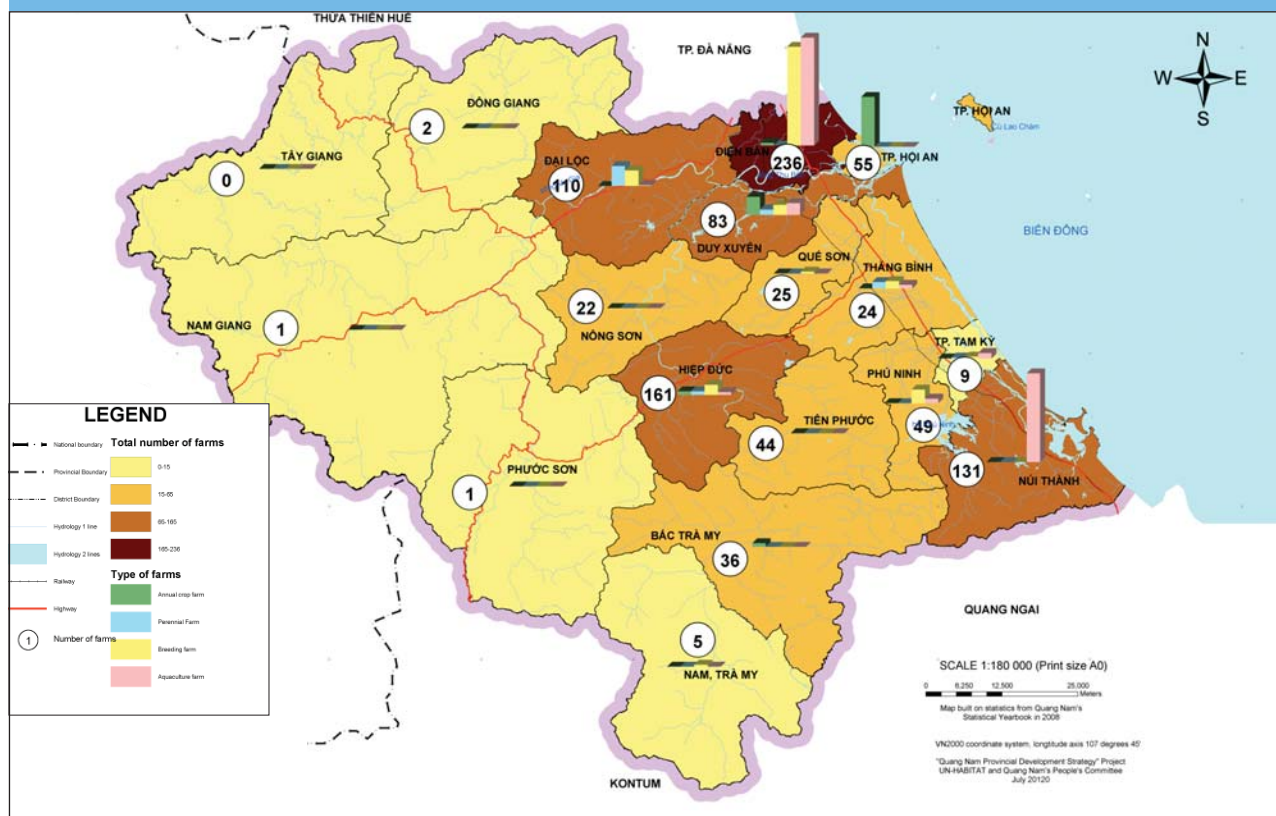 THỪA THIÊN HUẾ
TP. ĐÀ NẴNG
N
W E
S
ĐÔNG GIANG
2
TÂY GIANG
0
ĐẠI LỘC
110
ĐIỆN BÀN
236
TP. HỘI AN
55
TP. HỘI AN
Cù Lao Chàm
83
DUY XUYÊN
BIỂN ĐÔNG
QUẾ SƠN
25
THĂNG BÌNH
24
NAM GIANG
1
22
NÔNG SƠN
TP. TAM KỲ
9
HIỆP ĐỨC
161
PHÚ NINH
49
TIÊN PHƯỚC
44
131
NÚI THÀNH
PHƯỚC SƠN
1
BẮC TRÀ MY
36
5
NAM, TRÀ MY
QUANG NGAI
KONTUM
LEGEND
National boundary
Provincial Boundary
District Boundary
Hydrology 1 line
Hydrology 2 lines
Railway
Highway
1 Number of farms
Total number of farms
0-15
15-65
65-165
165-236
Type of farms
Annual crop farm
Perennial Farm
Breeding farm
Aquaculture farm
SCALE 1:180 000 (Print size A0)
0 6,250 12,500 25,000
Meters
Map built on statistics from Quang Nam's
Statistical Yearbook in 2008
VN2000 coordinate system, longtitude axis 107 degrees 45'
"Quang Nam Provincial Development Strategy" Project
UN-HABITAT and Quang Nam's People's Committee
July 20120